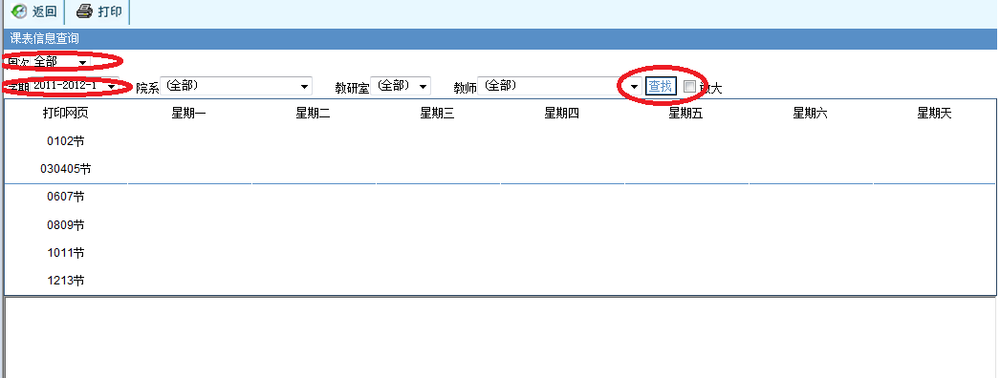 返回 打印
课表信息查询
周次 全部
学期 2011-2012-1 院系 (全部) 教研室 (全部) 教师 (全部) 查找 放大
打印网页 星期一 星期二 星期三 星期四 星期五 星期六 星期天
0102节
030405节
0607节
0809节
1011节
1213节